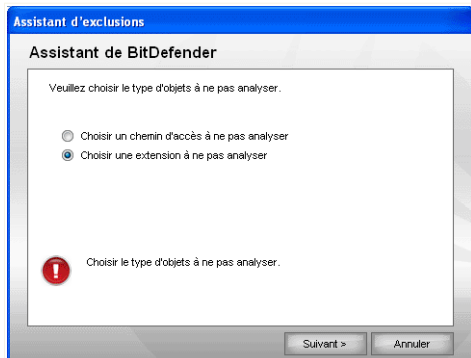 Assistant d'exclusions
Assistant de BitDefender
Veuillez choisir le type d'objets à ne pas analyser.
Choisir un chemin d'accès à ne pas analyser
Choisir une extension à ne pas analyser
Choisir le type d'objets à ne pas analyser.
Suivant »
Annuler